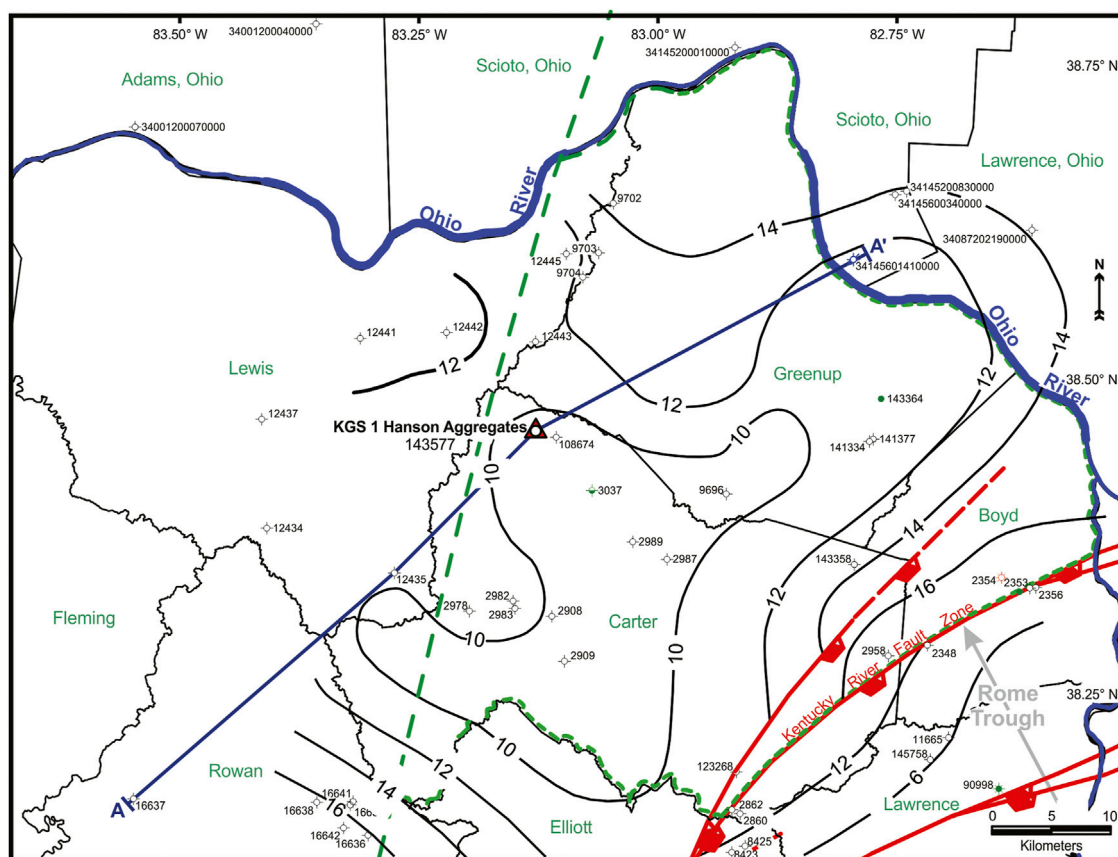 83.50° W
83.25° W
83.00° W
82.75° W
34001200040000
34145200010000
38.75° N
Adams, Ohio
Scioto, Ohio
34001200070000
Scioto, Ohio
Lawrence, Ohio
34145200830000
34145600340000
9702
Ohio
River
14
34087202190000
12445
9703
9704
A'
34145601410000
N
12441
12442
12443
12
Ohio
River
14
Lewis
Greenup
12
12
38.50° N
143364
12437
KGS 1 Hanson Aggregates
143577
108674
10
10
141334
141377
3037
9696
14
Boyd
12434
2989
2987
143358
12435
12
16
2354
2353
2356
2978
2982
2983
2908
Fleming
10
Carter
10
2909
2958
2348
Kentucky River Fault Zone
Rome
Trough
38.25° N
10
12
11665
145758
123268
12
6
Rowan
14
16
A
16637
16638
16641
16642
16636
Elliott
2862
2860
8425
8423
Lawrence
90998
0
5
10
Kilometers